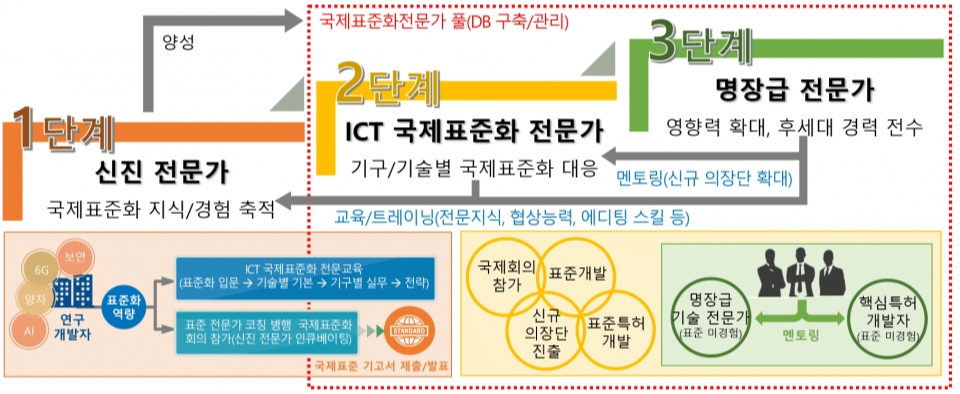 국제표준화전문가 풀(DB 구축/관리)
양성
1단계
신진 전문가
국제표준화 지식/경험 축적
2단계
ICT 국제표준화 전문가
기구/기술별 국제표준화 대응
3단계
명장급 전문가
영향력 확대, 후세대 경력 전수
멘토링(신규 의장단 확대)
교육/트레이닝(전문지식, 협상능력, 에디팅 스킬 등)
보안
6G
양자
AI
연구
개발자
표준화
역량
ICT 국제표준화 전문교육
(표준화 입문 → 기술별 기본 → 기구별 실무 → 전략)
표준 전문가 코칭 병행 국제표준화
회의 참가(신진 전문가 인큐베이팅)
STANDARD
국제표준 기고서 제출/발표
국제회의
참가
표준개발
신규
의장단
진출
표준특허
개발
명장급
기술 전문가
(표준 미경험)
멘토링
핵심특허
개발자
(표준 미경험)